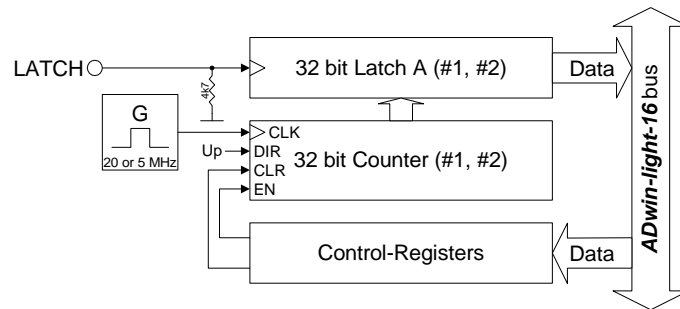 LATCH
32 bit Latch A (#1, #2)
Data
4k7
G
20 or 5 MHz
CLK
Up
DIR
32 bit Counter (#1, #2)
CLR
EN
Control-Registers
Data
ADwin-light-16 bus